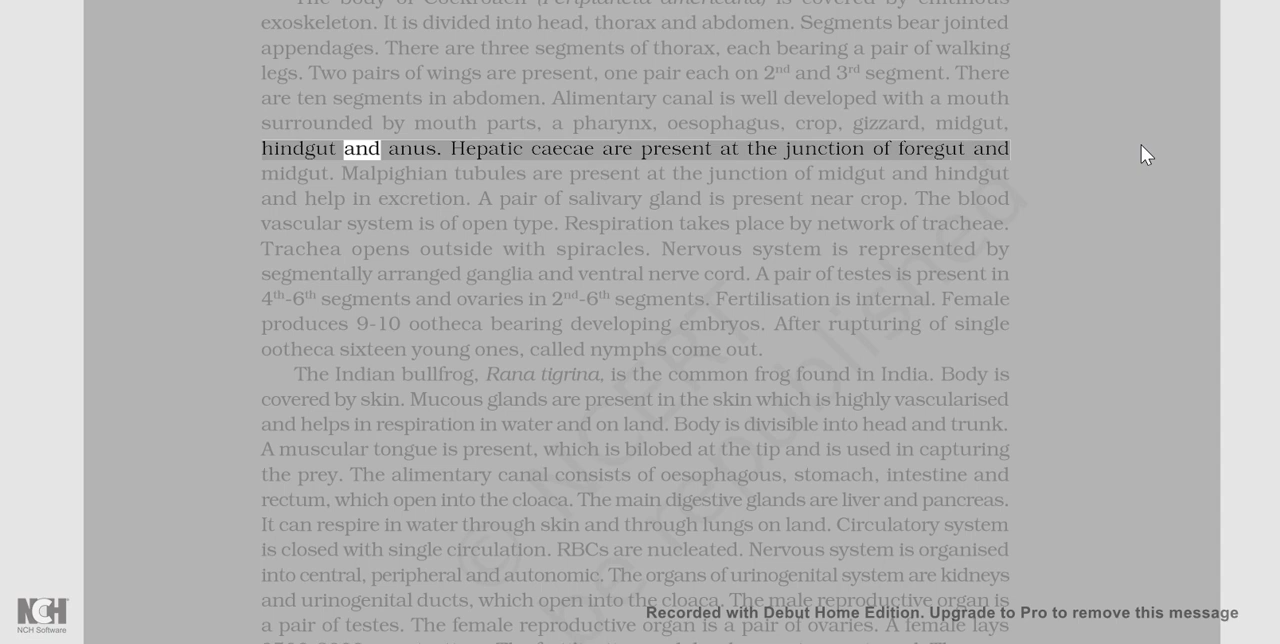 The body of Cockroach (Periplaneta americana) is covered by chitinous
exoskeleton. It is divided into head, thorax and abdomen. Segments bear jointed
appendages. There are three segments of thorax, each bearing a pair of walking
legs. Two pairs of wings are present, one pair each on 2nd and 3rd segment. There
are ten segments in abdomen. Alimentary canal is well developed with a mouth
surrounded by mouth parts, a pharynx, oesophagus, crop, gizzard, midgut,
hindgut and anus. Hepatic caecae are present at the junction of foregut and
midgut. Malpighian tubules are present at the junction of midgut and hindgut
and help in excretion. A pair of salivary gland is present near crop. The blood
vascular system is of open type. Respiration takes place by network of tracheae.
Trachea opens outside with spiracles. Nervous system is represented by
segmentally arranged ganglia and ventral nerve cord. A pair of testes is present in
4th-6th segments and ovaries in 2nd-6th segments. Fertilisation is internal. Female
produces 9-10 ootheca bearing developing embryos. After rupturing of single
ootheca sixteen young ones, called nymphs come out.
The Indian bullfrog, Rana tigrina, is the common frog found in India. Body is
covered by skin. Mucous glands are present in the skin which is highly vascularised
and helps in respiration in water and on land. Body is divisible into head and trunk.
A muscular tongue is present, which is bilobed at the tip and is used in capturing
the prey. The alimentary canal consists of oesophagous, stomach, intestine and
rectum, which open into the cloaca. The main digestive glands are liver and pancreas.
It can respire in water through skin and through lungs on land. Circulatory system
is closed with single circulation. RBCs are nucleated. Nervous system is organised
into central, peripheral and autonomic. The organs of urinogenital system are kidneys
and urinogenital ducts, which open into the cloaca. The male reproductive organ is
a pair of testes. The female reproductive organ is a pair of ovaries. A female lays
© NCERT
republished
NCH
NCH Software
Recorded with Debut Home Edition. Upgrade to Pro to remove this message